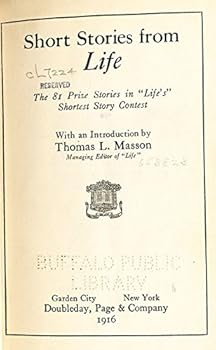 Short Stories from
Life
CL7224
RESERVED
The 81 Prize Stories in "Life's"
Shortest Story Contest
With an Introduction by
Thomas L. Masson
Managing Editor of "Life"
BUFFALO PUBLIC
LIBRARY
Garden City New York
Doubleday, Page & Company
1916